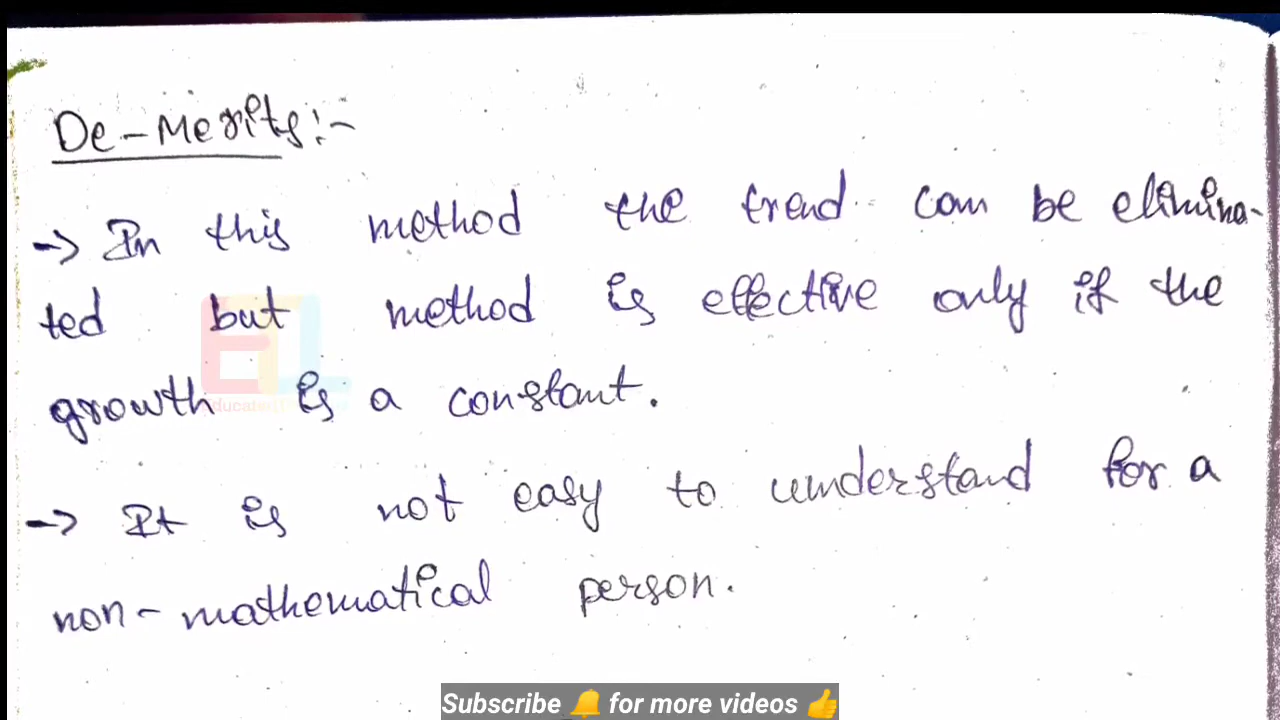 De-Merits:-
-> In this method the trend can be elimina-
ted but method is effective only if the
growth is a constant.
-> It is not easy to understand for a
non-mathematical person.
Subscribe 🔔 for more videos 👍